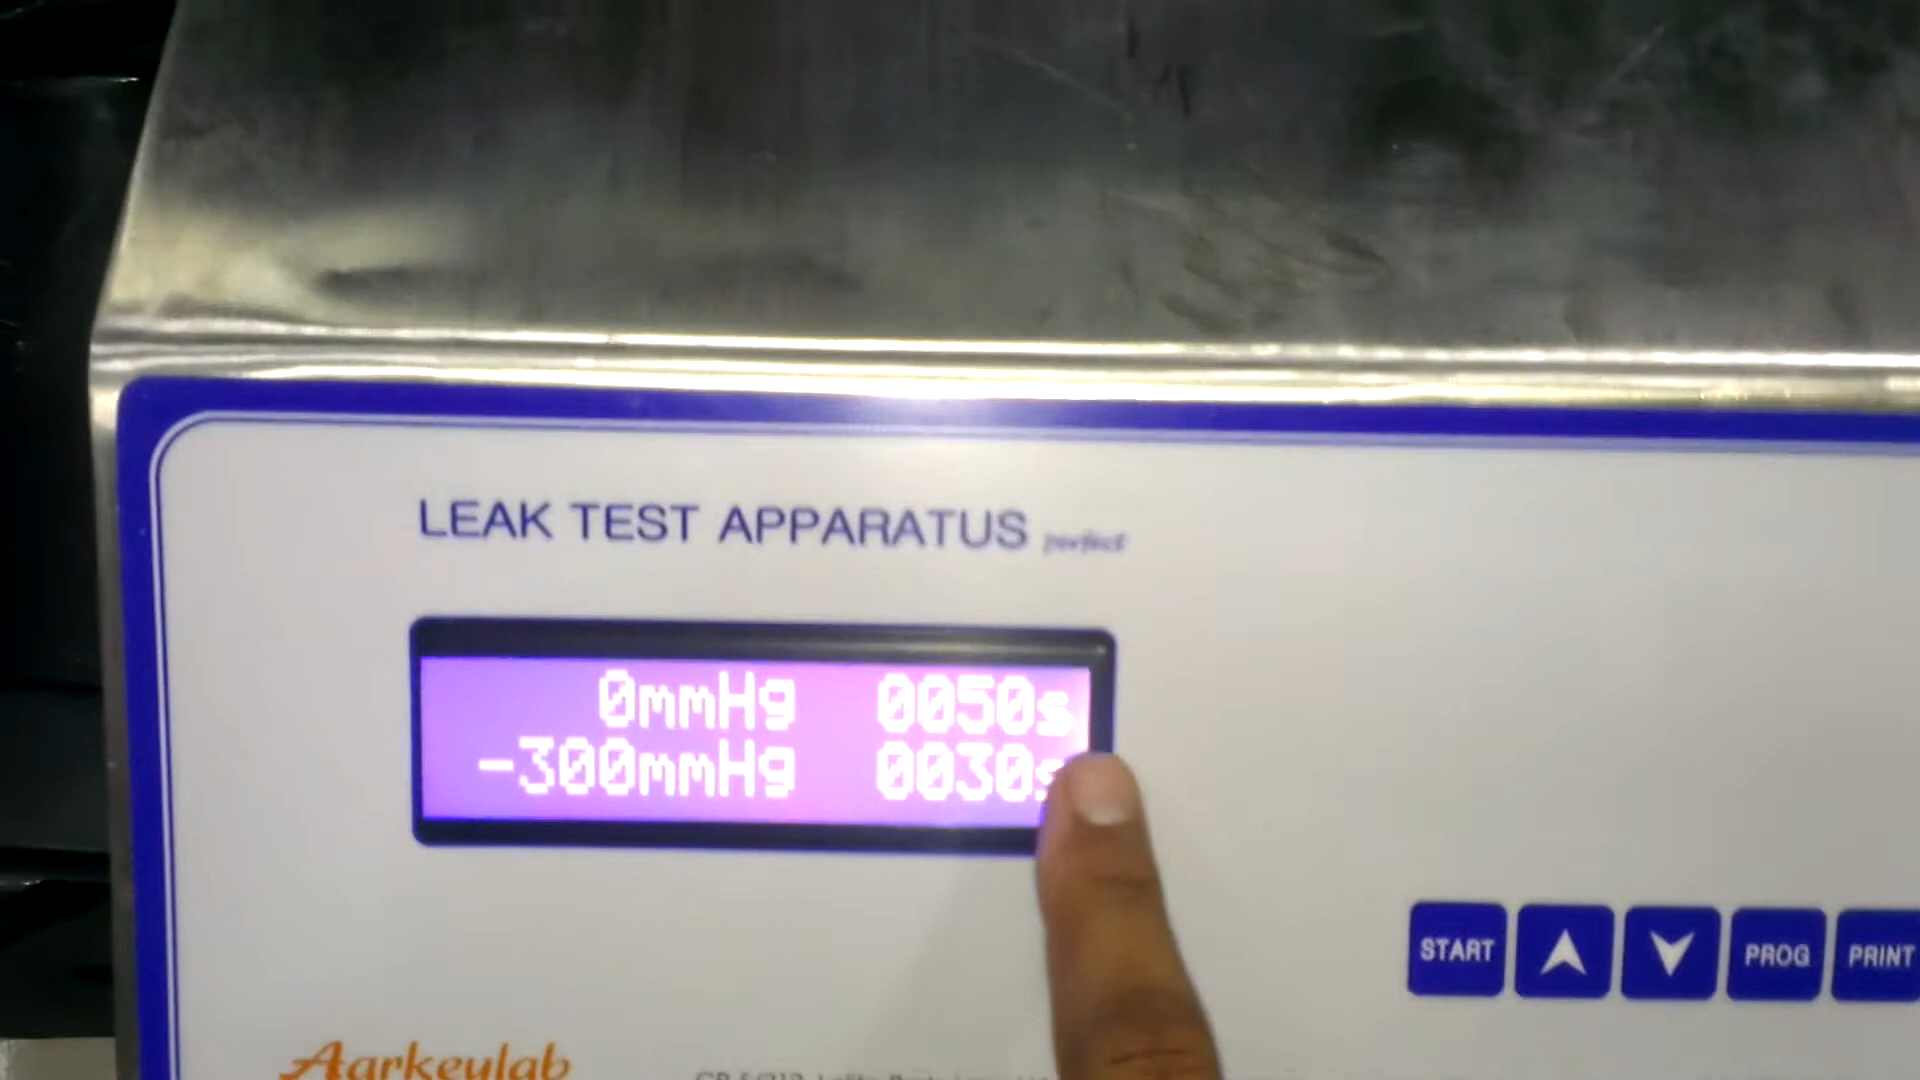 LEAK TEST APPARATUS perfect
0mmHg 0050s
-300mmHg 0030s
START PROG PRINT
Aarkeylab